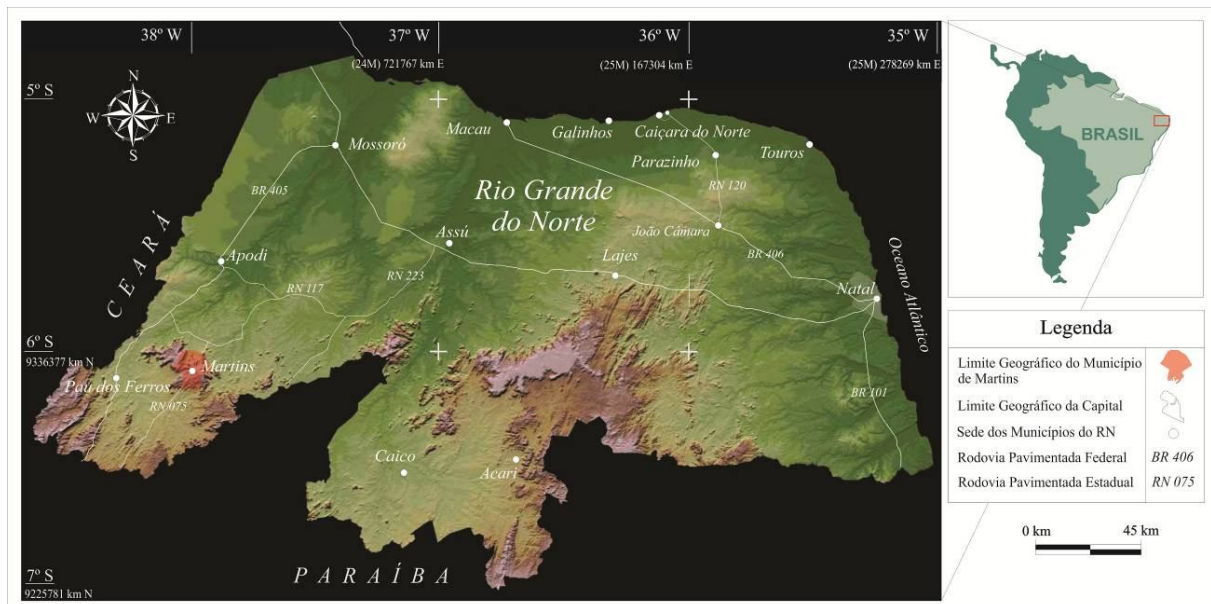 38º W
37º W
36º W
35º W
(24M) 721767 km E
(25M) 167304 km E
(25M) 278269 km E
5º S
N
W
E
S
Macau
Galinhos
Caiçara do Norte
Touros
Mossoró
Parazinho
BR 405
RN 120
Rio Grande
do Norte
Assú
João Câmara
BR 406
Apodi
Lajes
RN 223
RN 117
Natal
CEARÁ
Oceano Atlântico
6º S
9336377 km N
Martins
Pau dos Ferros
RN 075
BR 101
Caico
Acari
7º S
9225781 km N
PARAÍBA
BRASIL
Legenda
Limite Geográfico do Município
de Martins
Limite Geográfico da Capital
Sede dos Municípios do RN
Rodovia Pavimentada Federal
BR 406
Rodovia Pavimentada Estadual
RN 075
0 km
45 km